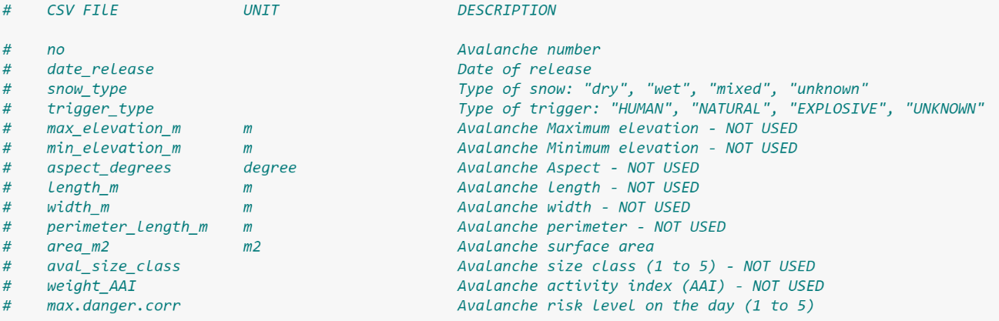 # CSV FILE UNIT DESCRIPTION
# no Avalanche number
# date_release Date of release
# snow_type Type of snow: "dry", "wet", "mixed", "unknown"
# trigger_type Type of trigger: "HUMAN", "NATURAL", "EXPLOSIVE", "UNKNOWN"
# max_elevation_m m Avalanche Maximum elevation - NOT USED
# min_elevation_m m Avalanche Minimum elevation - NOT USED
# aspect_degrees degree Avalanche Aspect - NOT USED
# length_m m Avalanche length - NOT USED
# width_m m Avalanche width - NOT USED
# perimeter_length_m m Avalanche perimeter - NOT USED
# area_m2 m2 Avalanche surface area
# aval_size_class Avalanche size class (1 to 5) - NOT USED
# weight_AAI Avalanche activity index (AAI) - NOT USED
# max.danger.corr Avalanche risk level on the day (1 to 5)